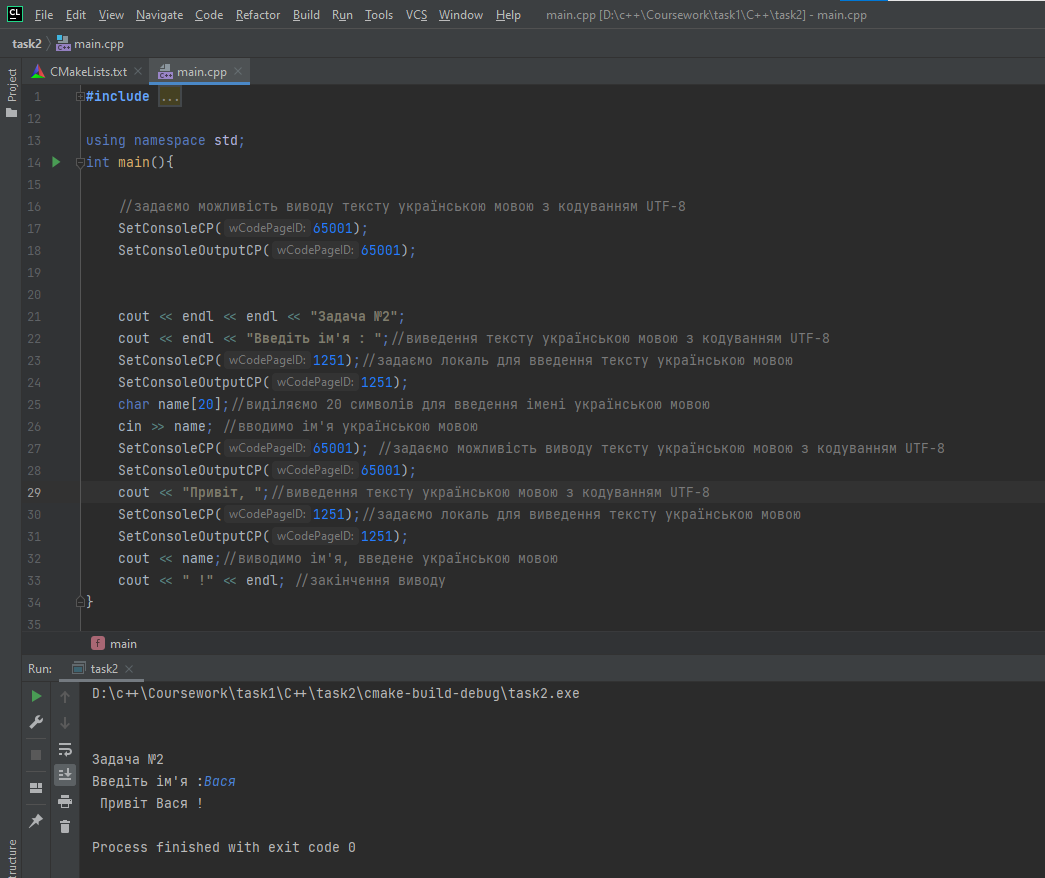 CL File Edit View Navigate Code Refactor Build Run Tools VCS Window Help main.cpp [D:\c++\Coursework\task1\C++\task2] - main.cpp
task2 main.cpp
Project
CMakeLists.txt main.cpp
1 #include ...
12
13 using namespace std;
14 int main(){
15
16 //задаємо можливість виводу тексту українською мовою з кодуванням UTF-8
17 SetConsoleCP( wCodePageID: 65001);
18 SetConsoleOutputCP( wCodePageID: 65001);
19
20
21 cout << endl << endl << "Задача №2";
22 cout << endl << "Введіть ім'я : ";//виведення тексту українською мовою з кодуванням UTF-8
23 SetConsoleCP( wCodePageID: 1251);//задаємо локаль для введення тексту українською мовою
24 SetConsoleOutputCP( wCodePageID: 1251);
25 char name[20];//виділяємо 20 символів для введення імені українською мовою
26 cin >> name; //вводимо ім'я українською мовою
27 SetConsoleCP( wCodePageID: 65001); //задаємо можливість виводу тексту українською мовою з кодуванням UTF-8
28 SetConsoleOutputCP( wCodePageID: 65001);
29 cout << "Привіт, ";//виведення тексту українською мовою з кодуванням UTF-8
30 SetConsoleCP( wCodePageID: 1251);//задаємо локаль для виведення тексту українською мовою
31 SetConsoleOutputCP( wCodePageID: 1251);
32 cout << name;//виводимо ім'я, введене українською мовою
33 cout << " !" << endl; //закінчення виводу
34 }
35
f main
Run: task2
D:\c++\Coursework\task1\C++\task2\cmake-build-debug\task2.exe
Задача №2
Введіть ім'я :Вася
Привіт Вася !
Process finished with exit code 0